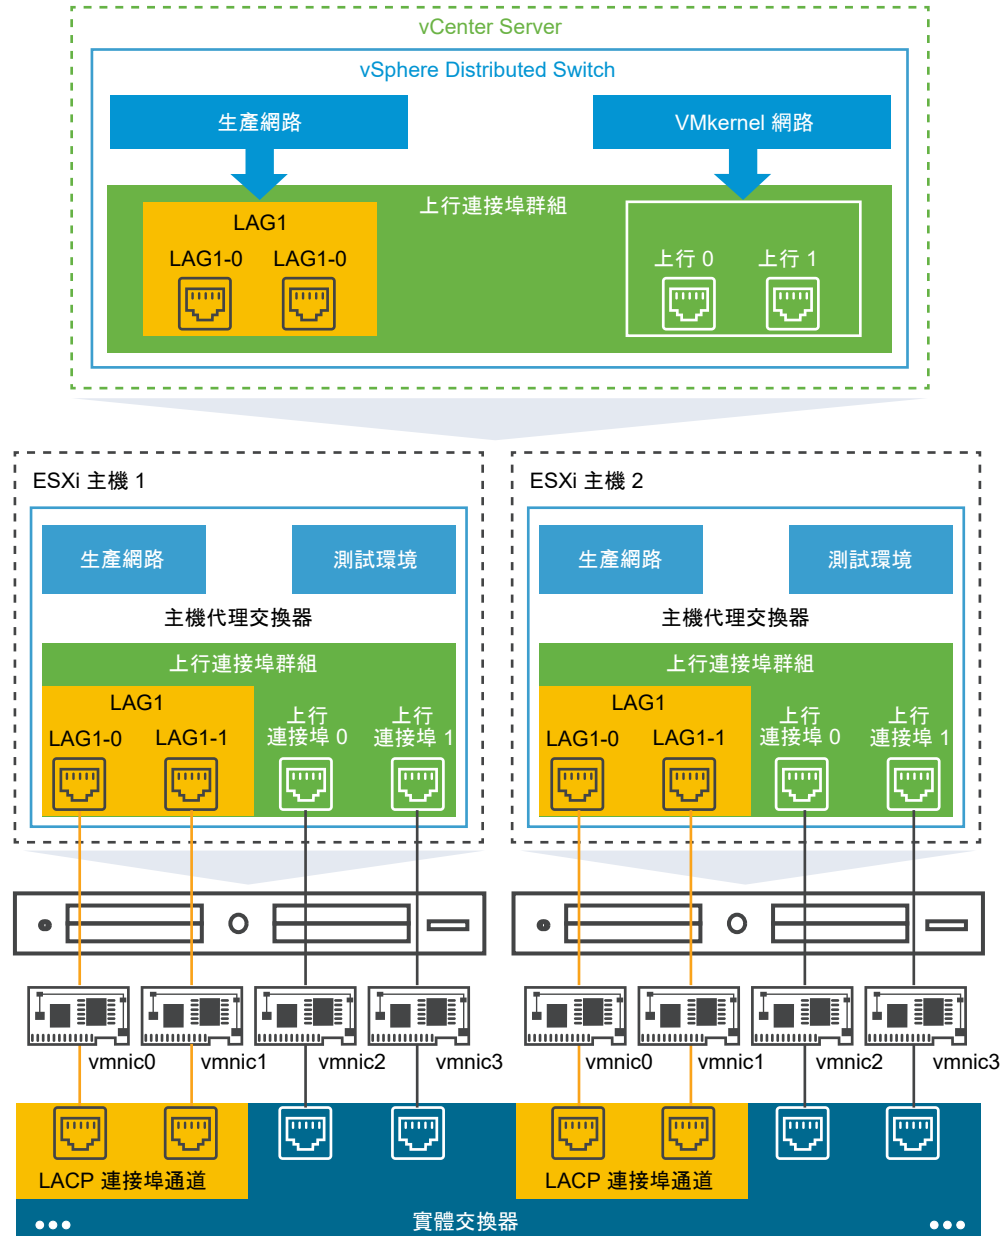 vCenter Server
vSphere Distributed Switch
生產網路
VMkernel 網路
上行連接埠群組
LAG1
LAG1-0 LAG1-0
上行 0 上行 1
ESXi 主機 1
生產網路 測試環境
主機代理交換器
上行連接埠群組
LAG1
LAG1-0 LAG1-1
上行
連接埠 0
上行
連接埠 1
ESXi 主機 2
生產網路 測試環境
主機代理交換器
上行連接埠群組
LAG1
LAG1-0 LAG1-1
上行
連接埠 0
上行
連接埠 1
vmnic0 vmnic1 vmnic2 vmnic3
vmnic0 vmnic1 vmnic2 vmnic3
LACP 連接埠通道
LACP 連接埠通道
實體交換器